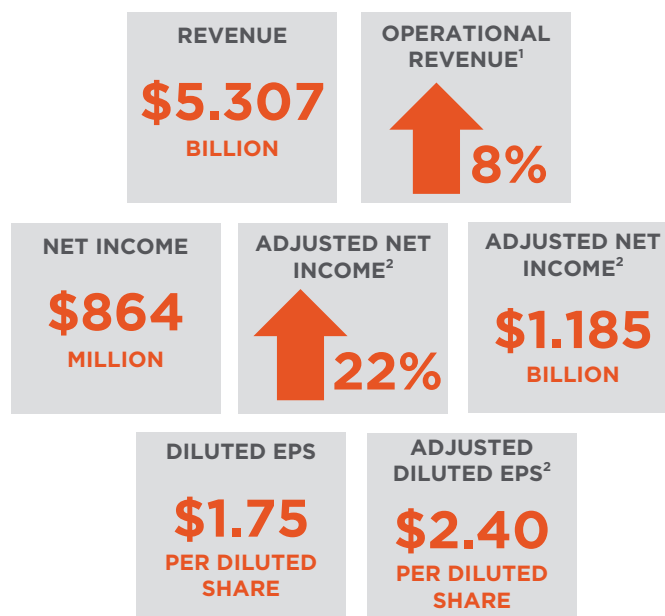 REVENUE
$5.307
BILLION
OPERATIONAL
REVENUE¹
8%
NET INCOME
$864
MILLION
ADJUSTED NET
INCOME²
22%
ADJUSTED NET
INCOME²
$1.185
BILLION
DILUTED EPS
$1.75
PER DILUTED
SHARE
ADJUSTED
DILUTED EPS²
$2.40
PER DILUTED
SHARE